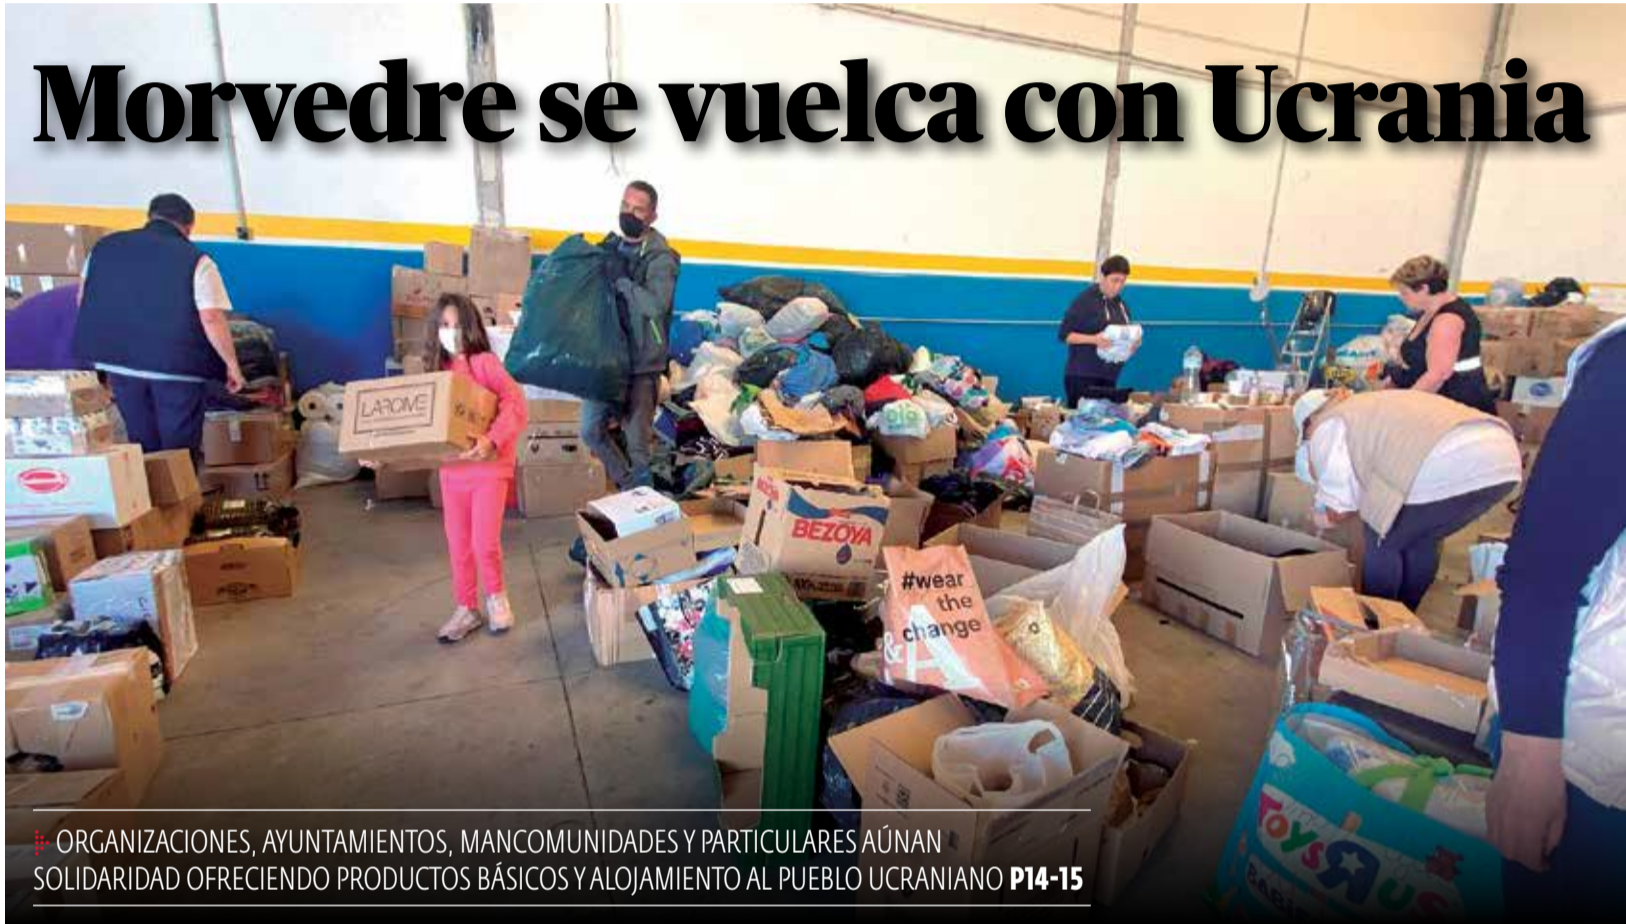 Morvedre se vuelca con Ucrania
LAROME
BEZOYA
#wear
the
change
&
TOYS R US
BABIES
ORGANIZACIONES, AYUNTAMIENTOS, MANCOMUNIDADES Y PARTICULARES AÚNAN
SOLIDARIDAD OFRECIENDO PRODUCTOS BÁSICOS Y ALOJAMIENTO AL PUEBLO UCRANIANO P14-15